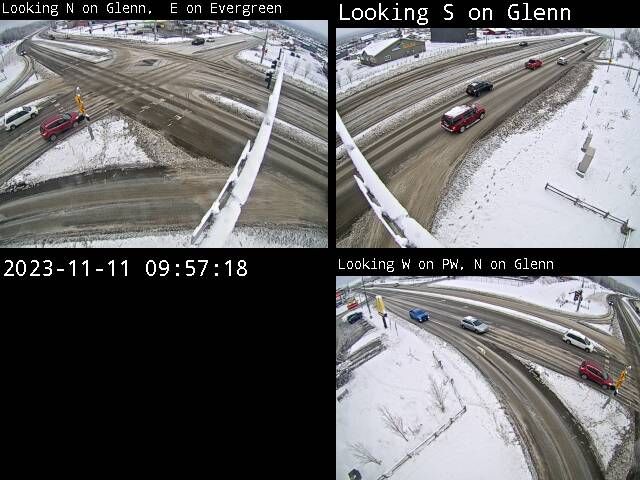 Looking N on Glenn, E on Evergreen
Looking S on Glenn
2023-11-11 09:57:18
Looking W on PW, N on Glenn